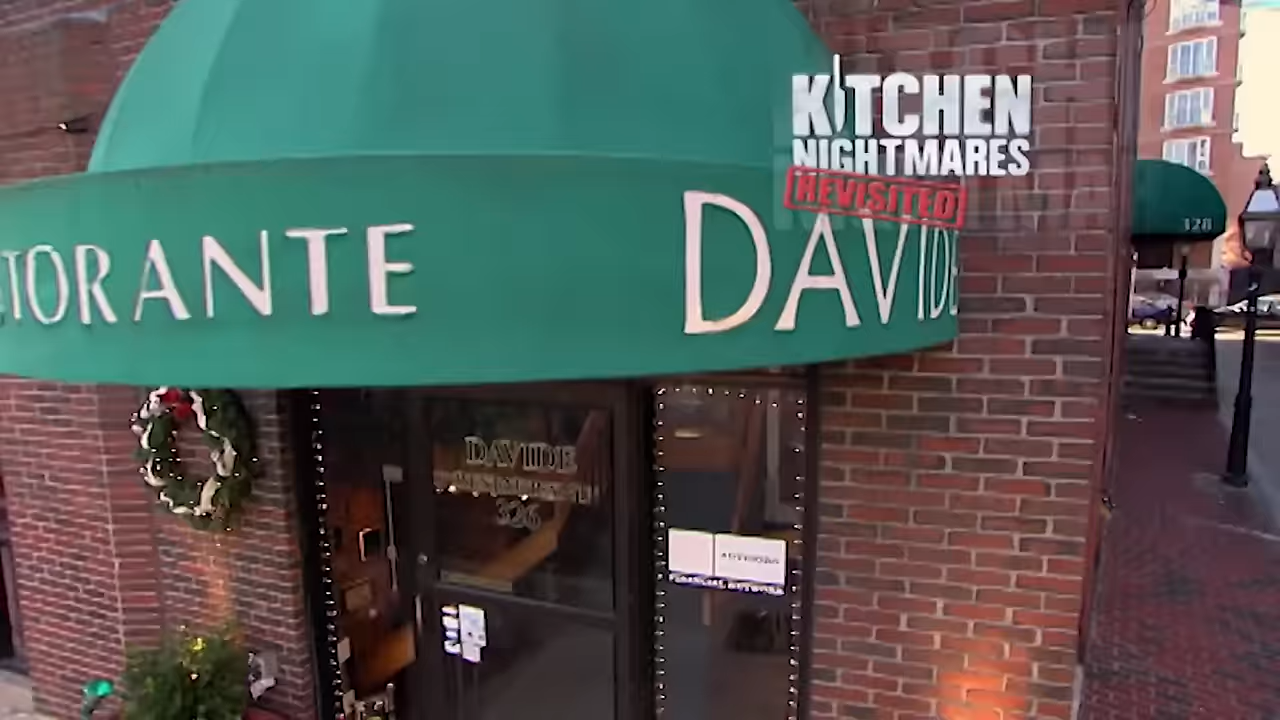 KITCHEN
NIGHTMARES
REVISITED
TORANTE DAVIDE
128
DAVIDE
326